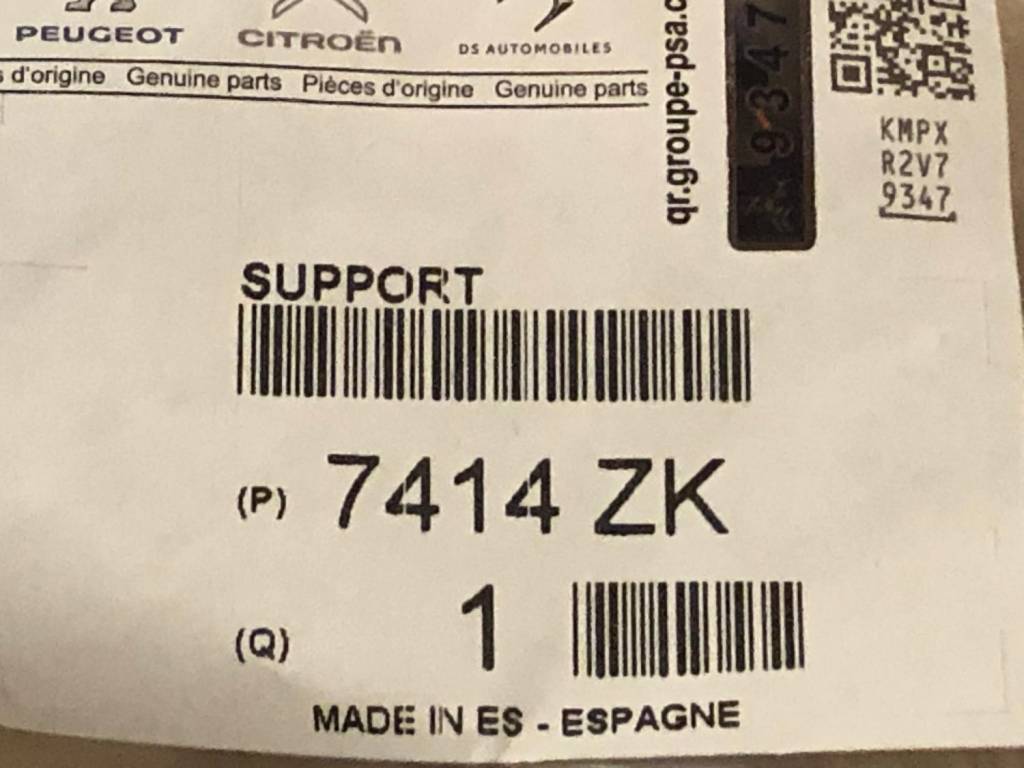 PEUGEOT CITROËN DS AUTOMOBILES
d'origine Genuine parts Pièces d'origine Genuine parts
qr.groupe-psa.c
9347
KMPX
R2V7
9347
SUPPORT
(P) 7414 ZK
(Q) 1
MADE IN ES - ESPAGNE